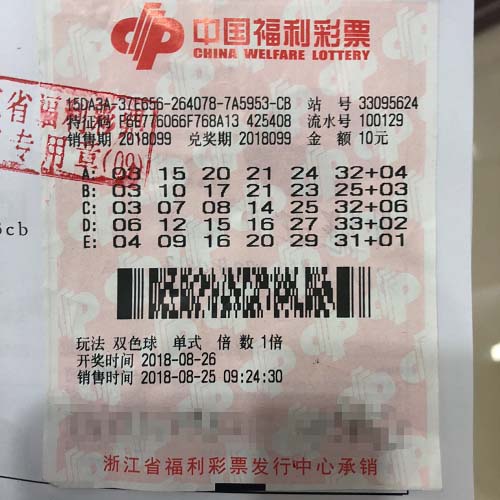 中国福利彩票
CHINA WELFARE LOTTERY
15DA3A-37E656-264078-7A5953-CB 站 号 33095624
特征码 E6E776066F768A13 425408 流水号 100129
销售期 2018099 兑奖期 2018099 金 额 10元
A: 03 15 20 21 24 32+04
B: 03 10 17 21 23 25+03
C: 03 07 08 14 25 32+06
D: 06 12 15 16 27 33+02
E: 04 09 16 20 29 31+01
省福
专用章(09)
cb
玩法 双色球 单式 倍 数 1倍
开奖时间 2018-08-26
销售时间 2018-08-25 09:24:30
浙江省福利彩票发行中心承销